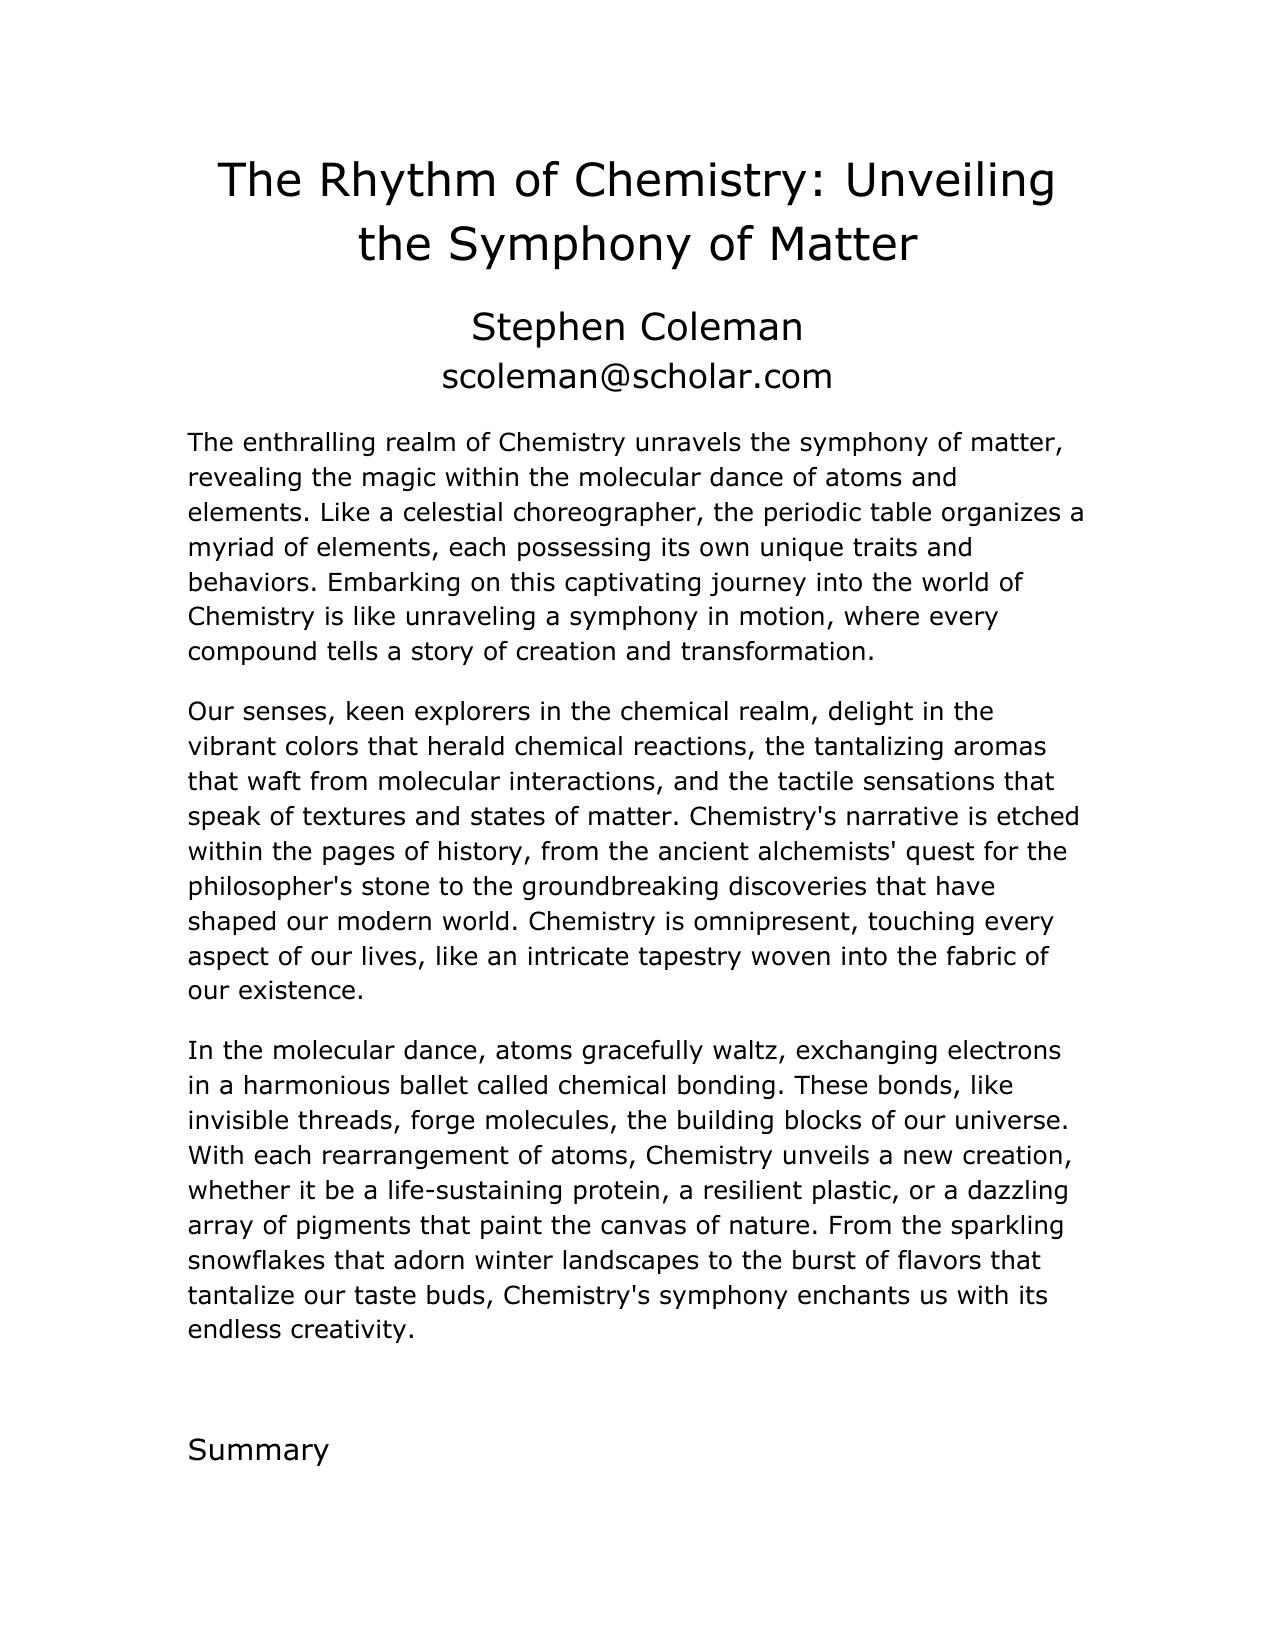 The Rhythm of Chemistry: Unveiling
the Symphony of Matter
Stephen Coleman
scoleman@scholar.com
The enthralling realm of Chemistry unravels the symphony of matter,
revealing the magic within the molecular dance of atoms and
elements. Like a celestial choreographer, the periodic table organizes a
myriad of elements, each possessing its own unique traits and
behaviors. Embarking on this captivating journey into the world of
Chemistry is like unraveling a symphony in motion, where every
compound tells a story of creation and transformation.
Our senses, keen explorers in the chemical realm, delight in the
vibrant colors that herald chemical reactions, the tantalizing aromas
that waft from molecular interactions, and the tactile sensations that
speak of textures and states of matter. Chemistry's narrative is etched
within the pages of history, from the ancient alchemists' quest for the
philosopher's stone to the groundbreaking discoveries that have
shaped our modern world. Chemistry is omnipresent, touching every
aspect of our lives, like an intricate tapestry woven into the fabric of
our existence.
In the molecular dance, atoms gracefully waltz, exchanging electrons
in a harmonious ballet called chemical bonding. These bonds, like
invisible threads, forge molecules, the building blocks of our universe.
With each rearrangement of atoms, Chemistry unveils a new creation,
whether it be a life-sustaining protein, a resilient plastic, or a dazzling
array of pigments that paint the canvas of nature. From the sparkling
snowflakes that adorn winter landscapes to the burst of flavors that
tantalize our taste buds, Chemistry's symphony enchants us with its
endless creativity.
Summary